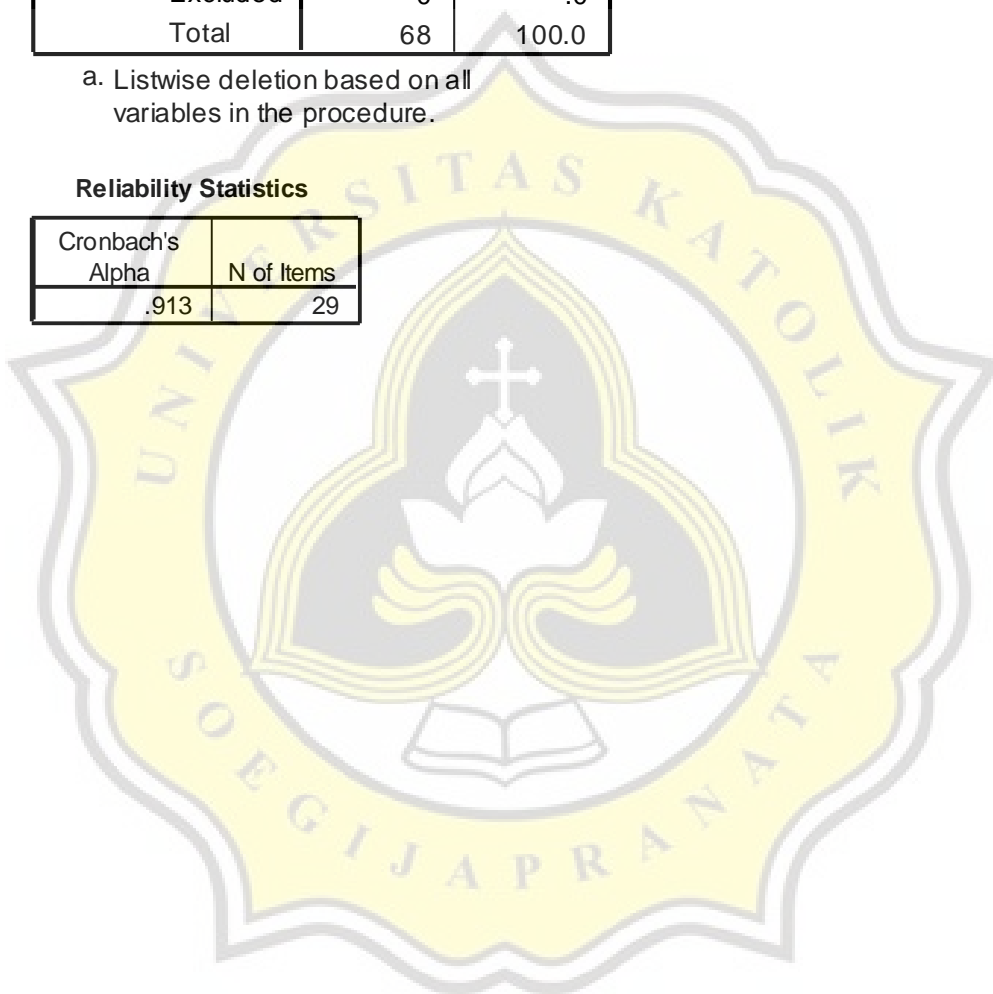 Total 68 100.0
a. Listwise deletion based on all
variables in the procedure.
Reliability Statistics
Cronbach's
Alpha N of Items
.913 29
UNIVERSITAS KATOLIK
SOEGIJAPRANATA